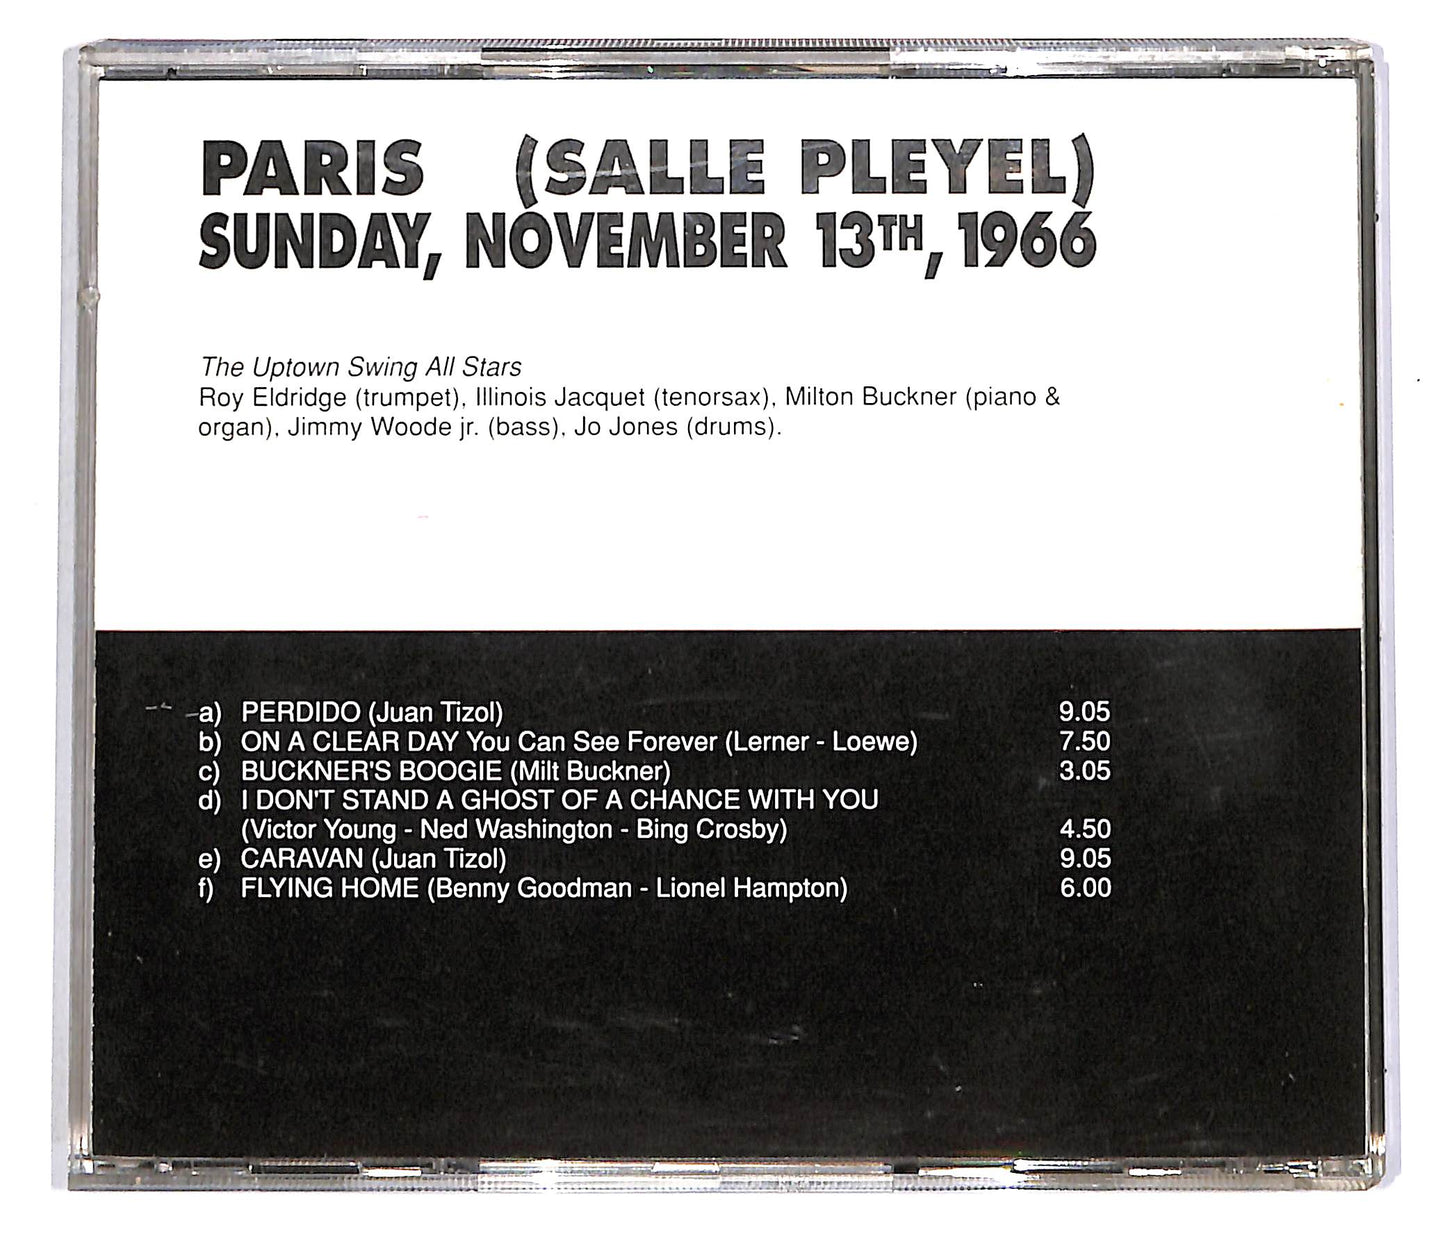 PARIS (SALLE PLEYEL)
SUNDAY, NOVEMBER 13TH, 1966
The Uptown Swing All Stars
Roy Eldridge (trumpet), Illinois Jacquet (tenorsax), Milton Buckner (piano &
organ), Jimmy Woode jr. (bass), Jo Jones (drums).
a) PERDIDO (Juan Tizol) 9.05
b) ON A CLEAR DAY You Can See Forever (Lerner - Loewe) 7.50
c) BUCKNER'S BOOGIE (Milt Buckner) 3.05
d) I DON'T STAND A GHOST OF A CHANCE WITH YOU
(Victor Young - Ned Washington - Bing Crosby) 4.50
e) CARAVAN (Juan Tizol) 9.05
f) FLYING HOME (Benny Goodman - Lionel Hampton) 6.00